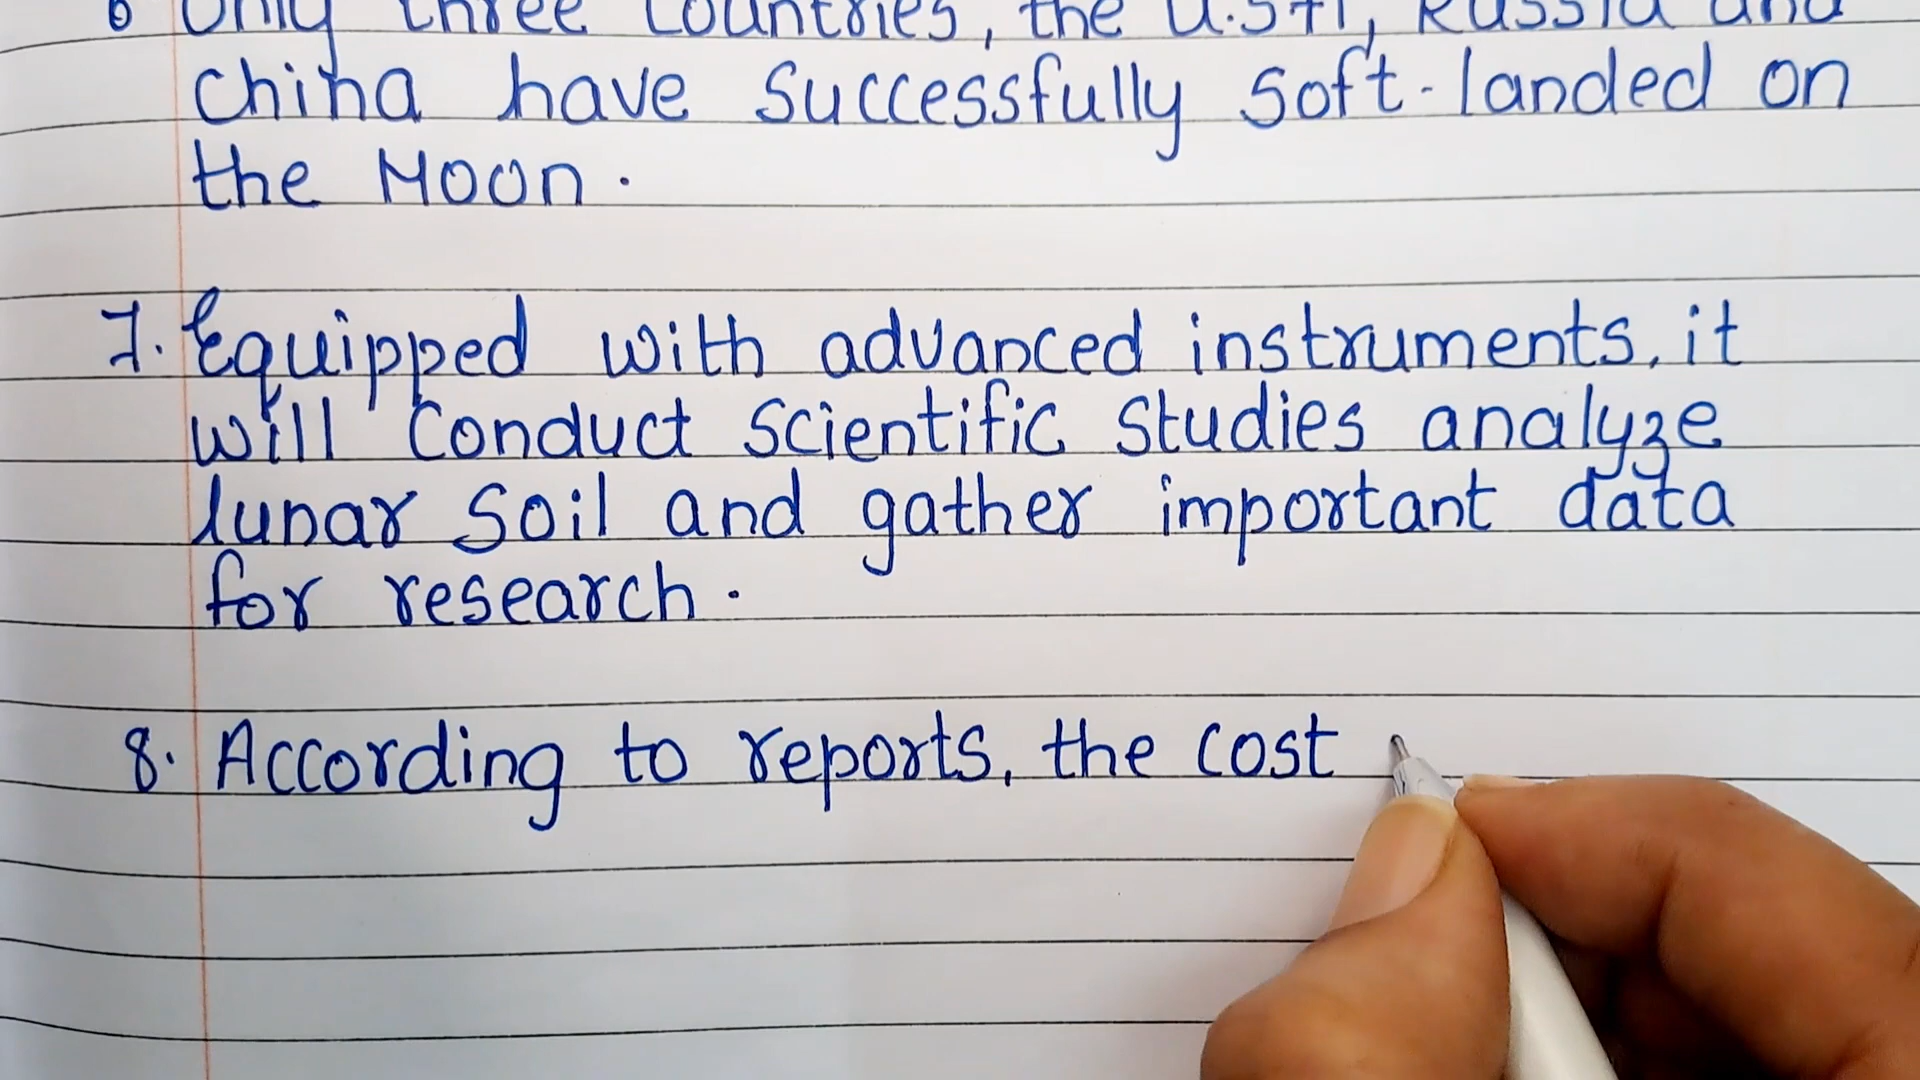 6 Only three countries, the U.S.A, Russia and
China have successfully soft-landed on
the Moon.
7. Equipped with advanced instruments, it
will conduct scientific studies analyze
lunar soil and gather important data
for research.
8. According to reports, the cost